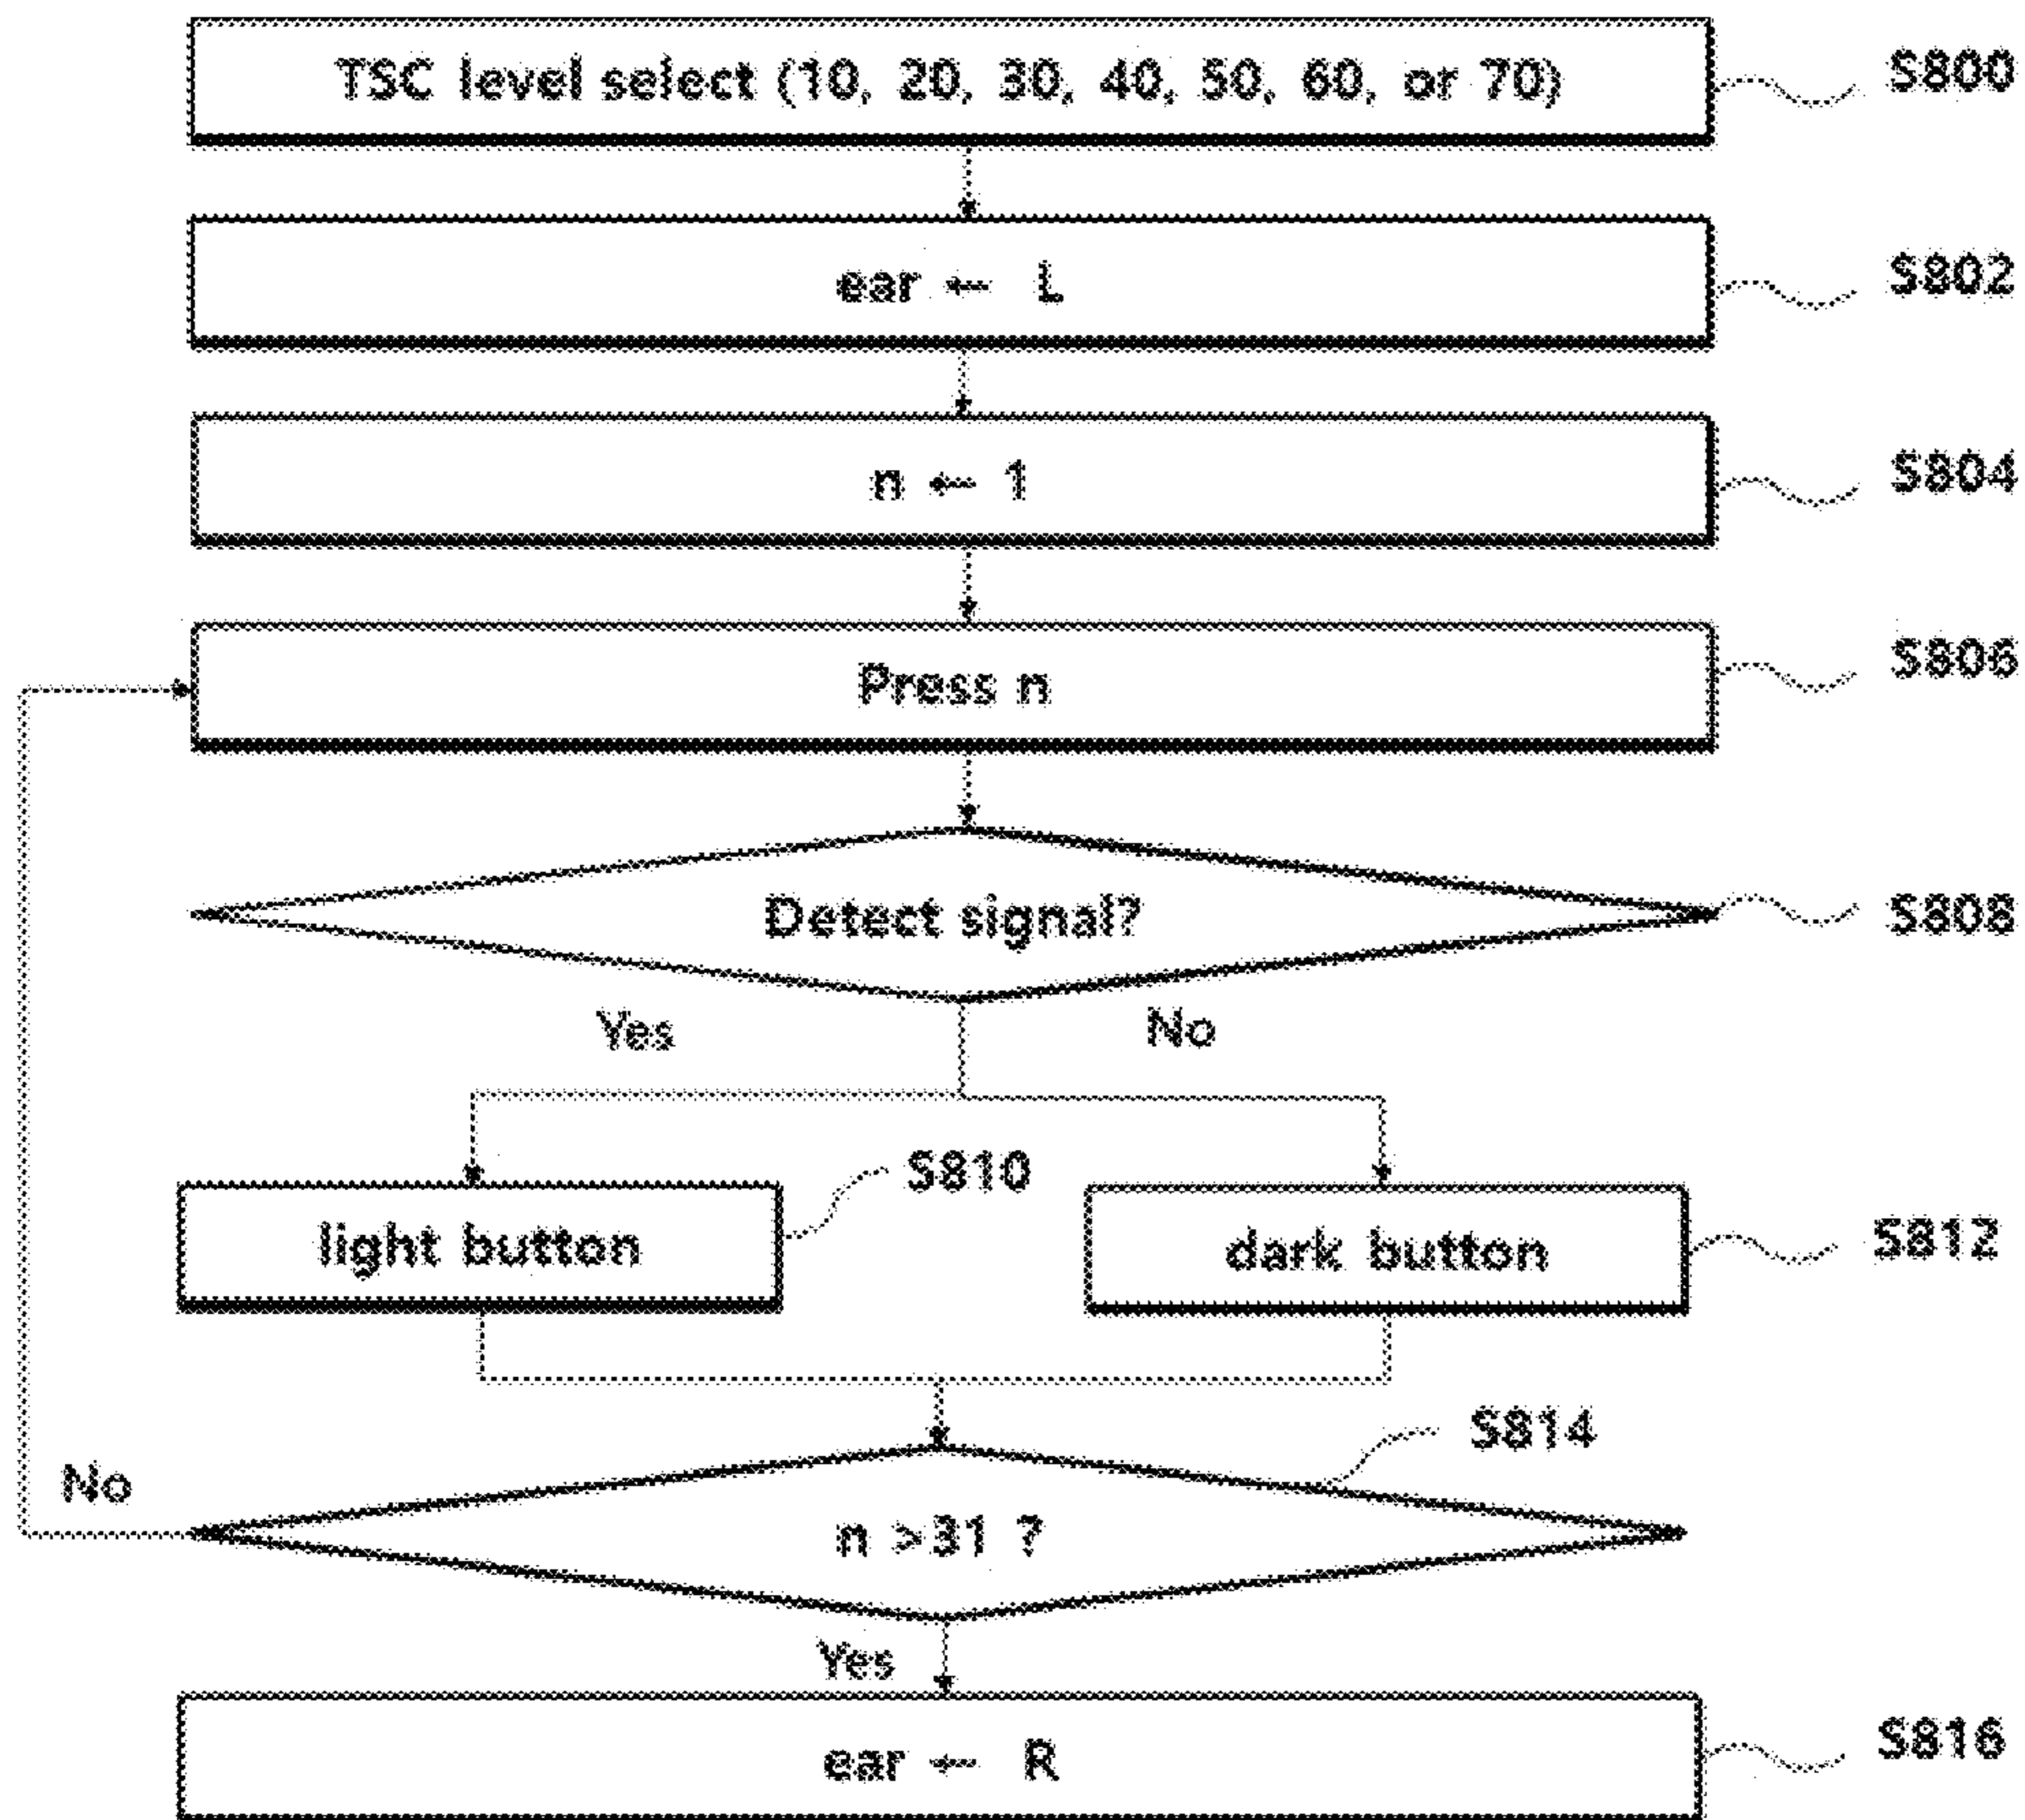 TSC level select (10, 20, 30, 40, 50, 60, or 70)
S800
ear ← L
S802
n ← 1
S804
Press n
S806
Detect signal?
S808
Yes
No
S810
light button
dark button
S812
S814
No
n >31 ?
Yes
ear ← R
S816